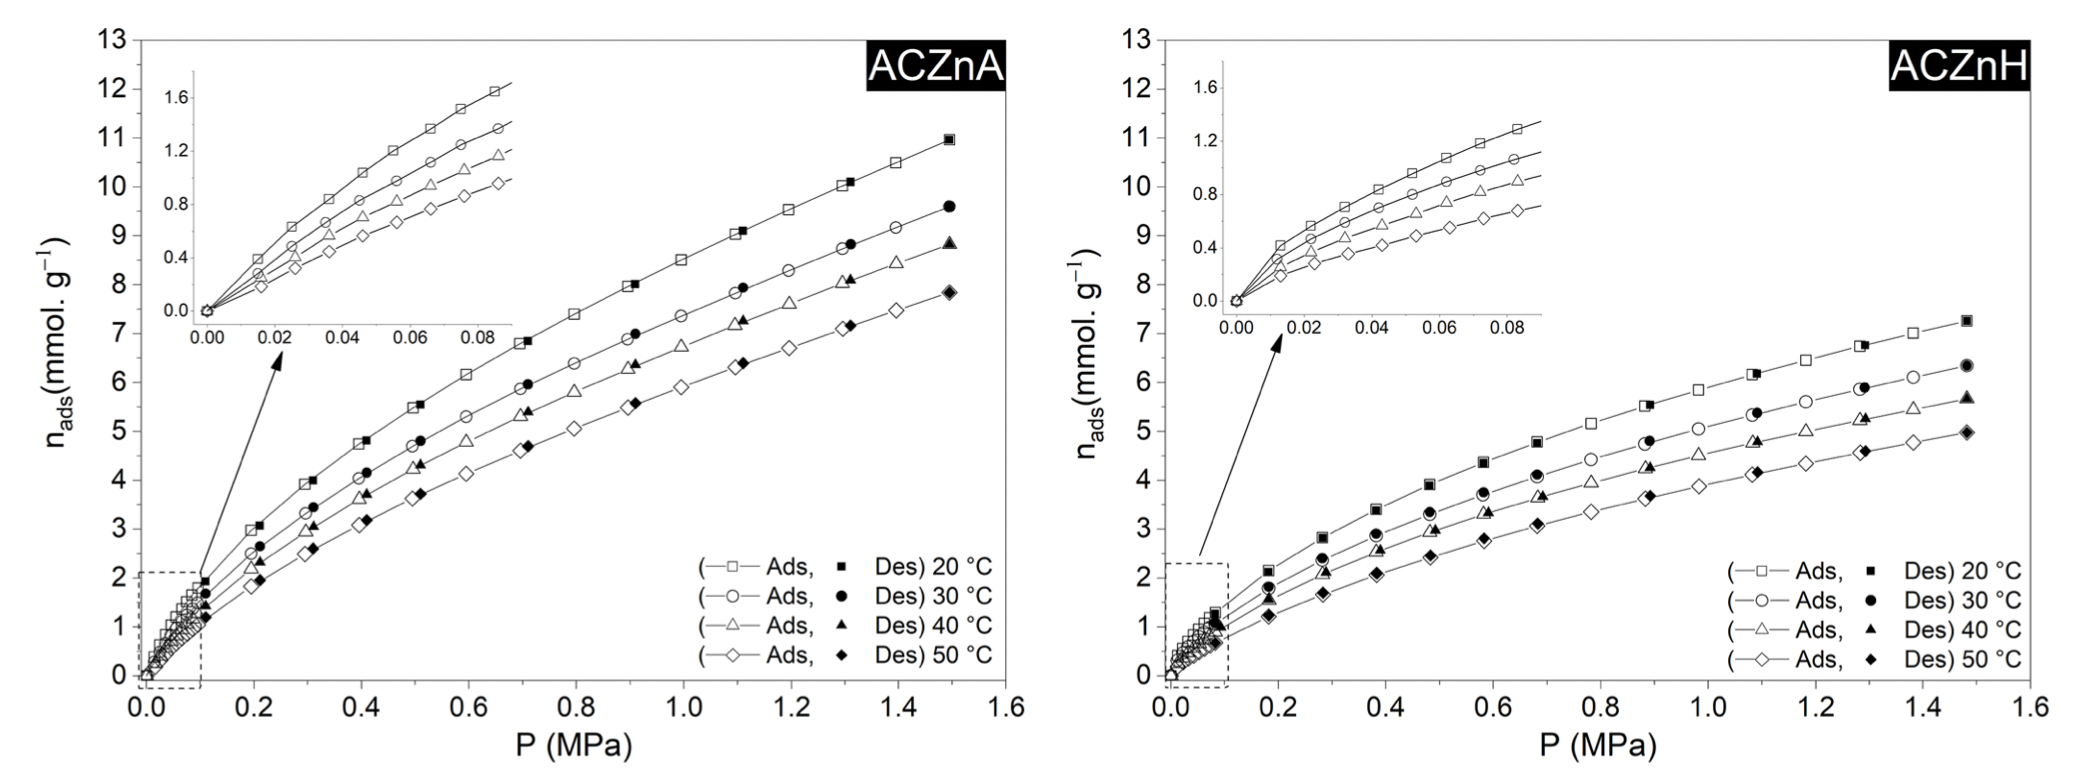 ACZnA
13
12
11
10
9
8
7
6
5
4
3
2
1
0
n_ads(mmol. g⁻¹)
0.0 0.2 0.4 0.6 0.8 1.0 1.2 1.4 1.6
P (MPa)
1.6
1.2
0.8
0.4
0.0
0.00 0.02 0.04 0.06 0.08
( Ads, Des) 20 °C
( Ads, Des) 30 °C
( Ads, Des) 40 °C
( Ads, Des) 50 °C
ACZnH
13
12
11
10
9
8
7
6
5
4
3
2
1
0
n_ads(mmol. g⁻¹)
0.0 0.2 0.4 0.6 0.8 1.0 1.2 1.4 1.6
P (MPa)
1.6
1.2
0.8
0.4
0.0
0.00 0.02 0.04 0.06 0.08
( Ads, Des) 20 °C
( Ads, Des) 30 °C
( Ads, Des) 40 °C
( Ads, Des) 50 °C